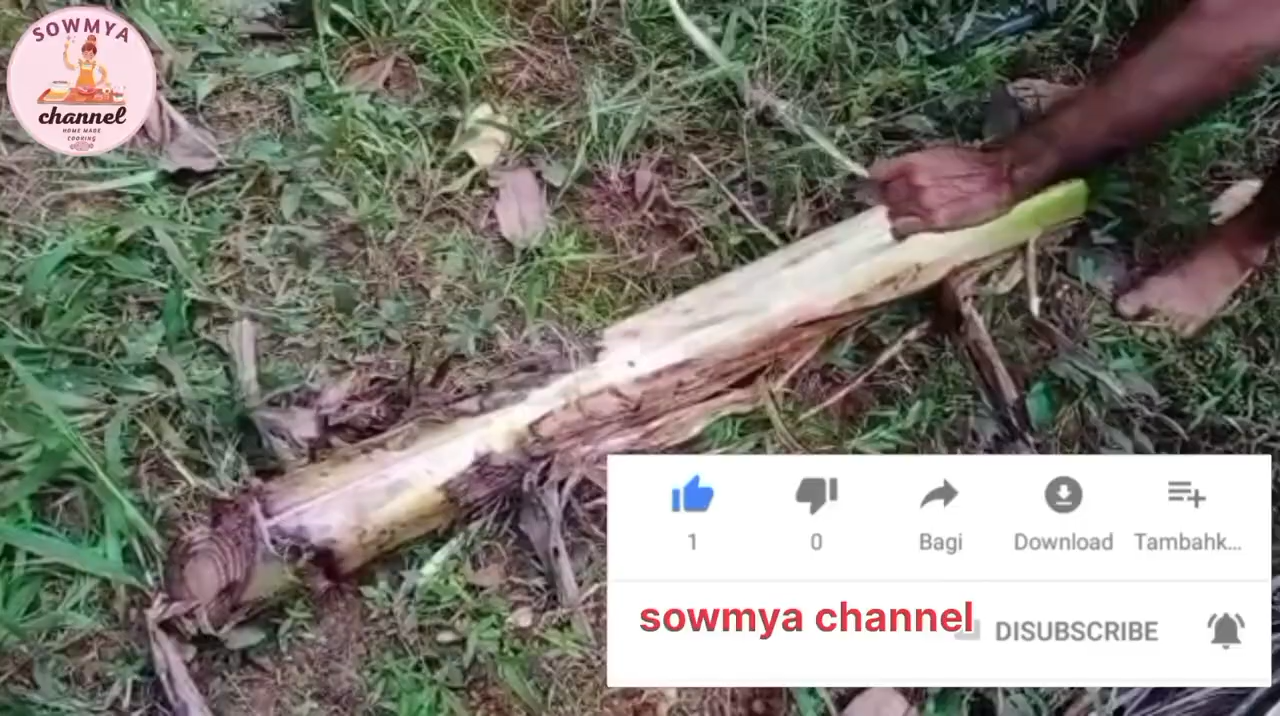 SOWMYA
channel
HOME MADE
COOKING
1
0
Bagi
Download
Tambahk...
sowmya channel
DISUBSCRIBE